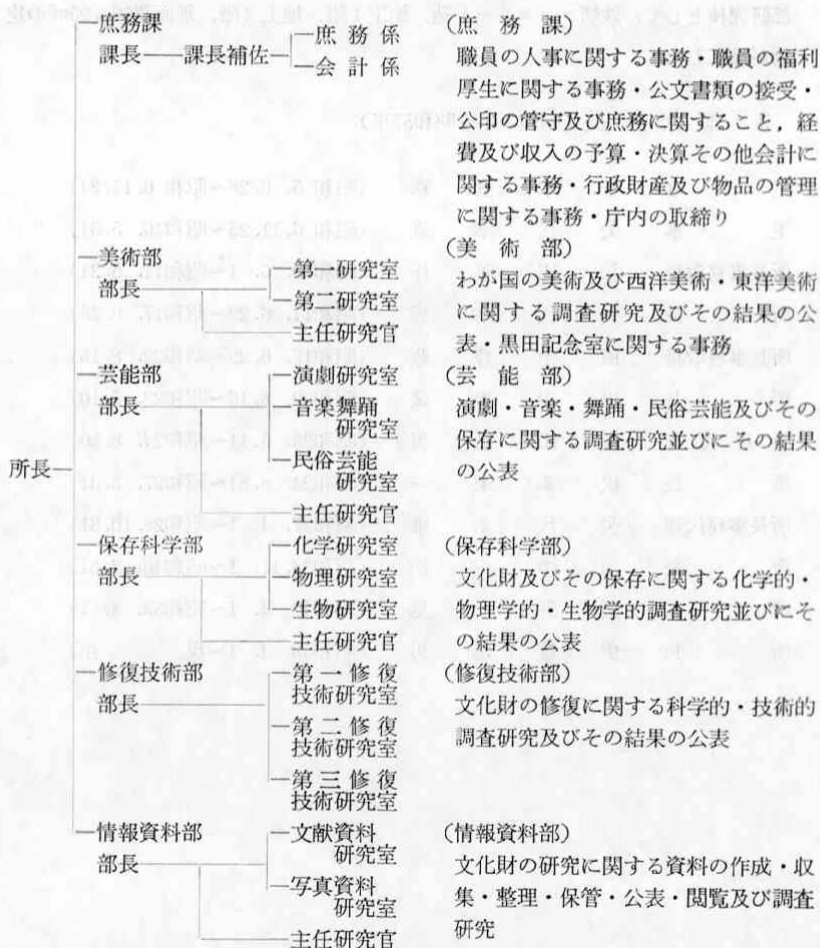 庶務課
課長 課長補佐
庶務係
会計係
(庶務課)
職員の人事に関する事務・職員の福利
厚生に関する事務・公文書類の接受・
公印の管守及び庶務に関すること，経
費及び収入の予算・決算その他会計に
関する事務・行政財産及び物品の管理
に関する事務・庁内の取締り
美術部
部長
第一研究室
第二研究室
主任研究官
(美術部)
わが国の美術及び西洋美術・東洋美術
に関する調査研究及びその結果の公
表・黒田記念室に関する事務
所長
芸能部
部長
演劇研究室
音楽舞踊
研究室
民俗芸能
研究室
主任研究官
(芸能部)
演劇・音楽・舞踊・民俗芸能及びその
保存に関する調査研究並びにその結果
の公表
保存科学部
部長
化学研究室
物理研究室
生物研究室
主任研究官
(保存科学部)
文化財及びその保存に関する化学的・
物理学的・生物学的調査研究並びにそ
の結果の公表
修復技術部
部長
第一修復
技術研究室
第二修復
技術研究室
第三修復
技術研究室
(修復技術部)
文化財の修復に関する科学的・技術的
調査研究及びその結果の公表
情報資料部
部長
文献資料
研究室
写真資料
研究室
主任研究官
(情報資料部)
文化財の研究に関する資料の作成・収
集・整理・保管・公表・閲覧及び調査
研究